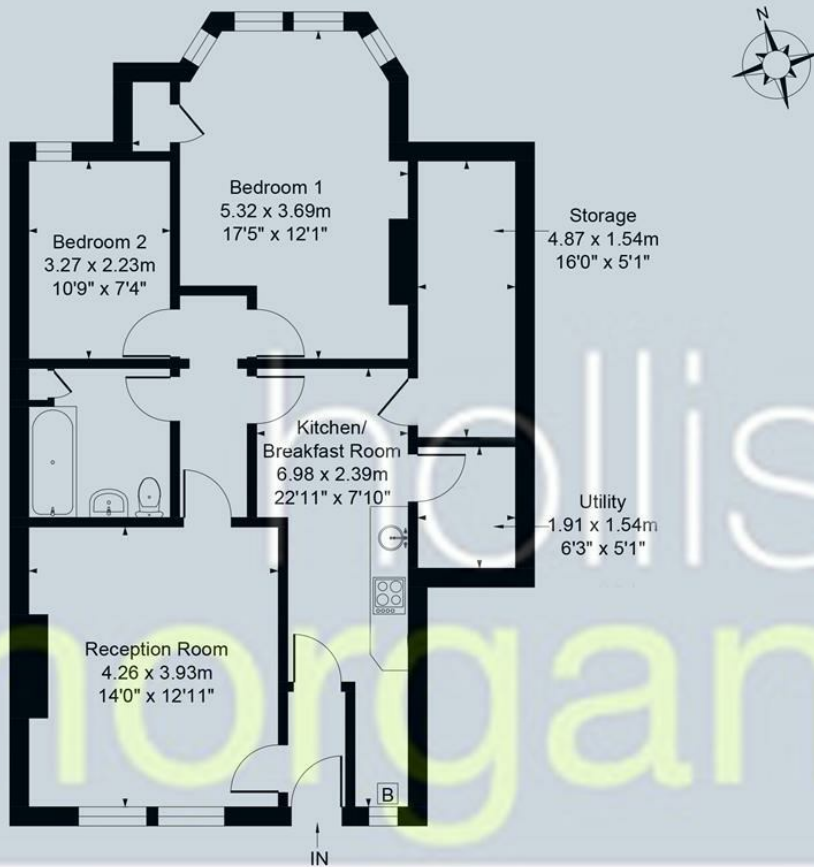 N
Bedroom 1
5.32 x 3.69m
17'5" x 12'1"
Bedroom 2
3.27 x 2.23m
10'9" x 7'4"
Storage
4.87 x 1.54m
16'0" x 5'1"
Kitchen/
Breakfast Room
6.98 x 2.39m
22'11" x 7'10"
Utility
1.91 x 1.54m
6'3" x 5'1"
Reception Room
4.26 x 3.93m
14'0" x 12'11"
B
IN
hollis
morgan